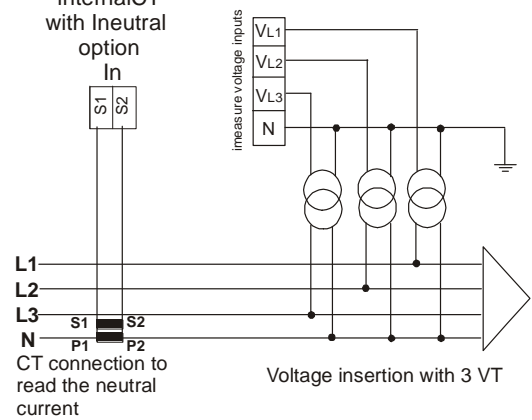 internalCT
with Ineutral
option
In
S1 S2
imeasure voltage inputs
VL1
VL2
VL3
N
L1
L2
L3
N
S1 S2
P1 P2
CT connection to
read the neutral
current
Voltage insertion with 3 VT